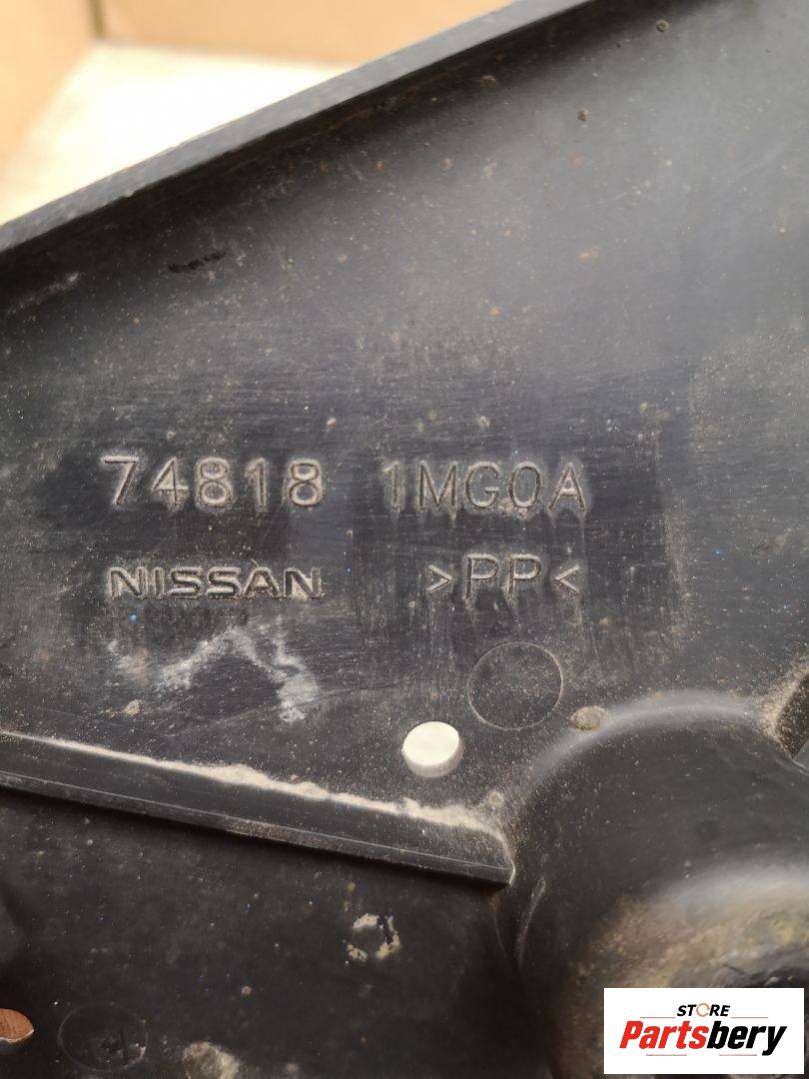 74818 1MG0A
NISSAN >PP<
STORE
Partsbery